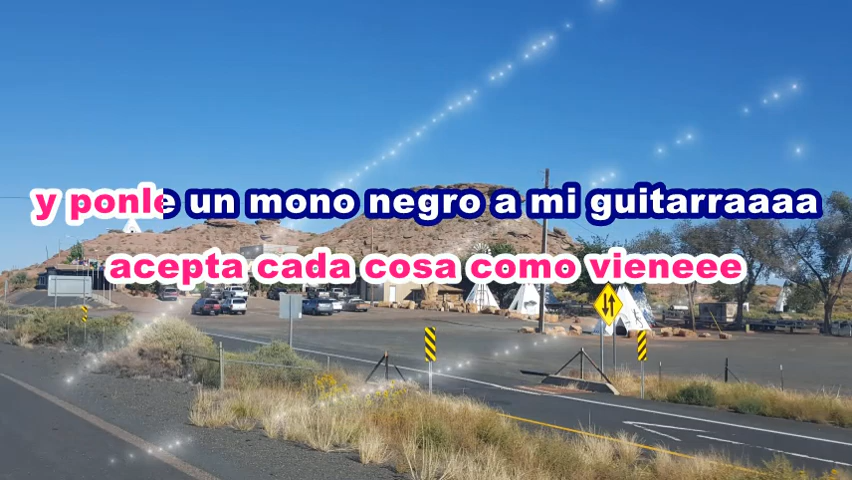 y ponle un mono negro a mi guitarraaaa
acepta cada cosa como vieneee